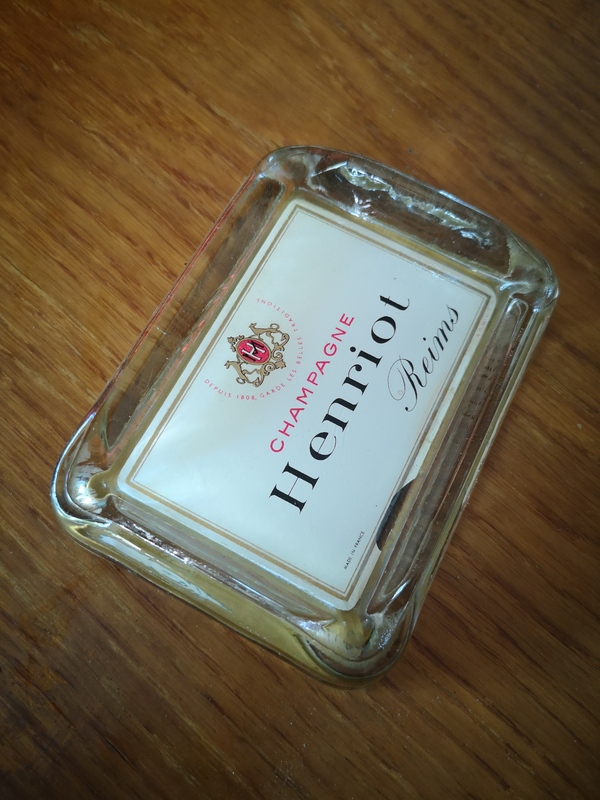 H
DEPUIS 1808, GARDE LES BELLES TRADITIONS
CHAMPAGNE
Henriot
Reims
MADE IN FRANCE